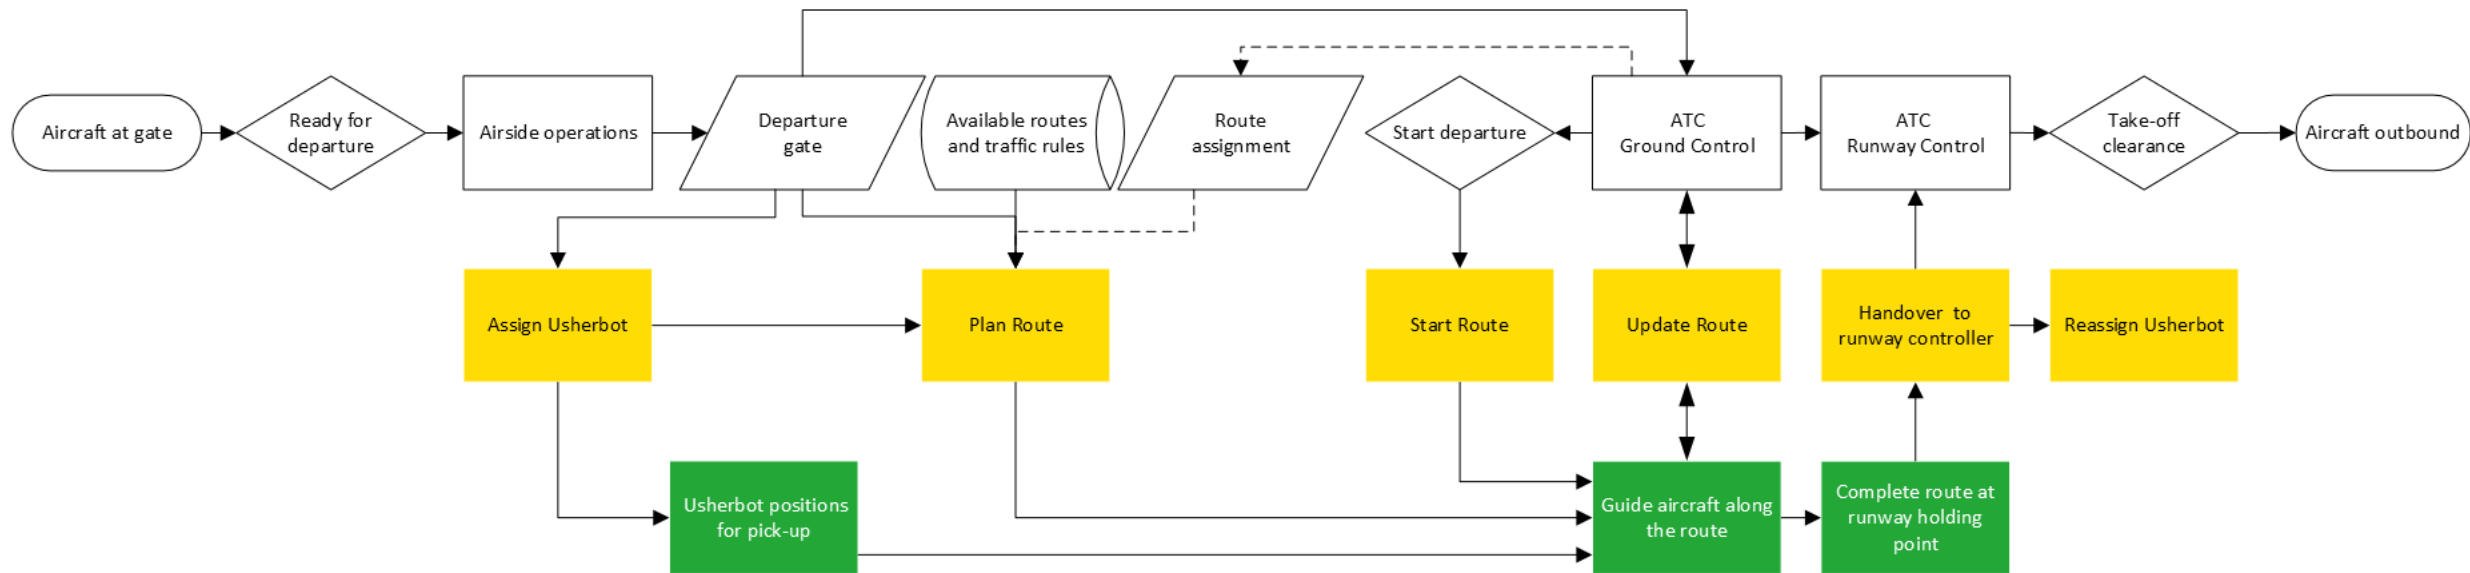 Aircraft at gate
Ready for
departure
Airside operations
Departure
gate
Available routes
and traffic rules
Route
assignment
Start departure
ATC
Ground Control
ATC
Runway Control
Take-off
clearance
Aircraft outbound
Assign Usherbot
Plan Route
Start Route
Update Route
Handover to
runway controller
Reassign Usherbot
Usherbot positions
for pick-up
Guide aircraft along
the route
Complete route at
runway holding
point